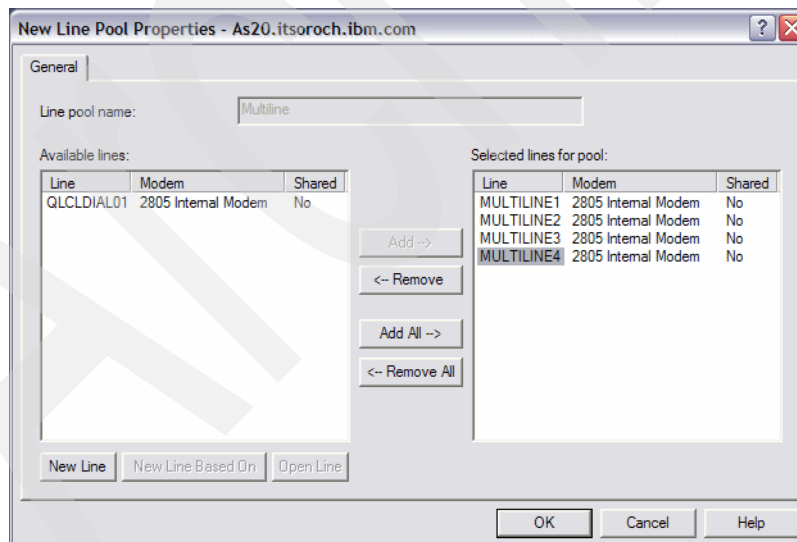 New Line Pool Properties - As20.itsoroch.ibm.com
General
Line pool name: Multiline
Available lines:
Line Modem Shared
QLCLDIAL01 2805 Internal Modem No
Add -->
<-- Remove
Add All -->
<-- Remove All
Selected lines for pool:
Line Modem Shared
MULTILINE1 2805 Internal Modem No
MULTILINE2 2805 Internal Modem No
MULTILINE3 2805 Internal Modem No
MULTILINE4 2805 Internal Modem No
New Line New Line Based On Open Line
OK Cancel Help